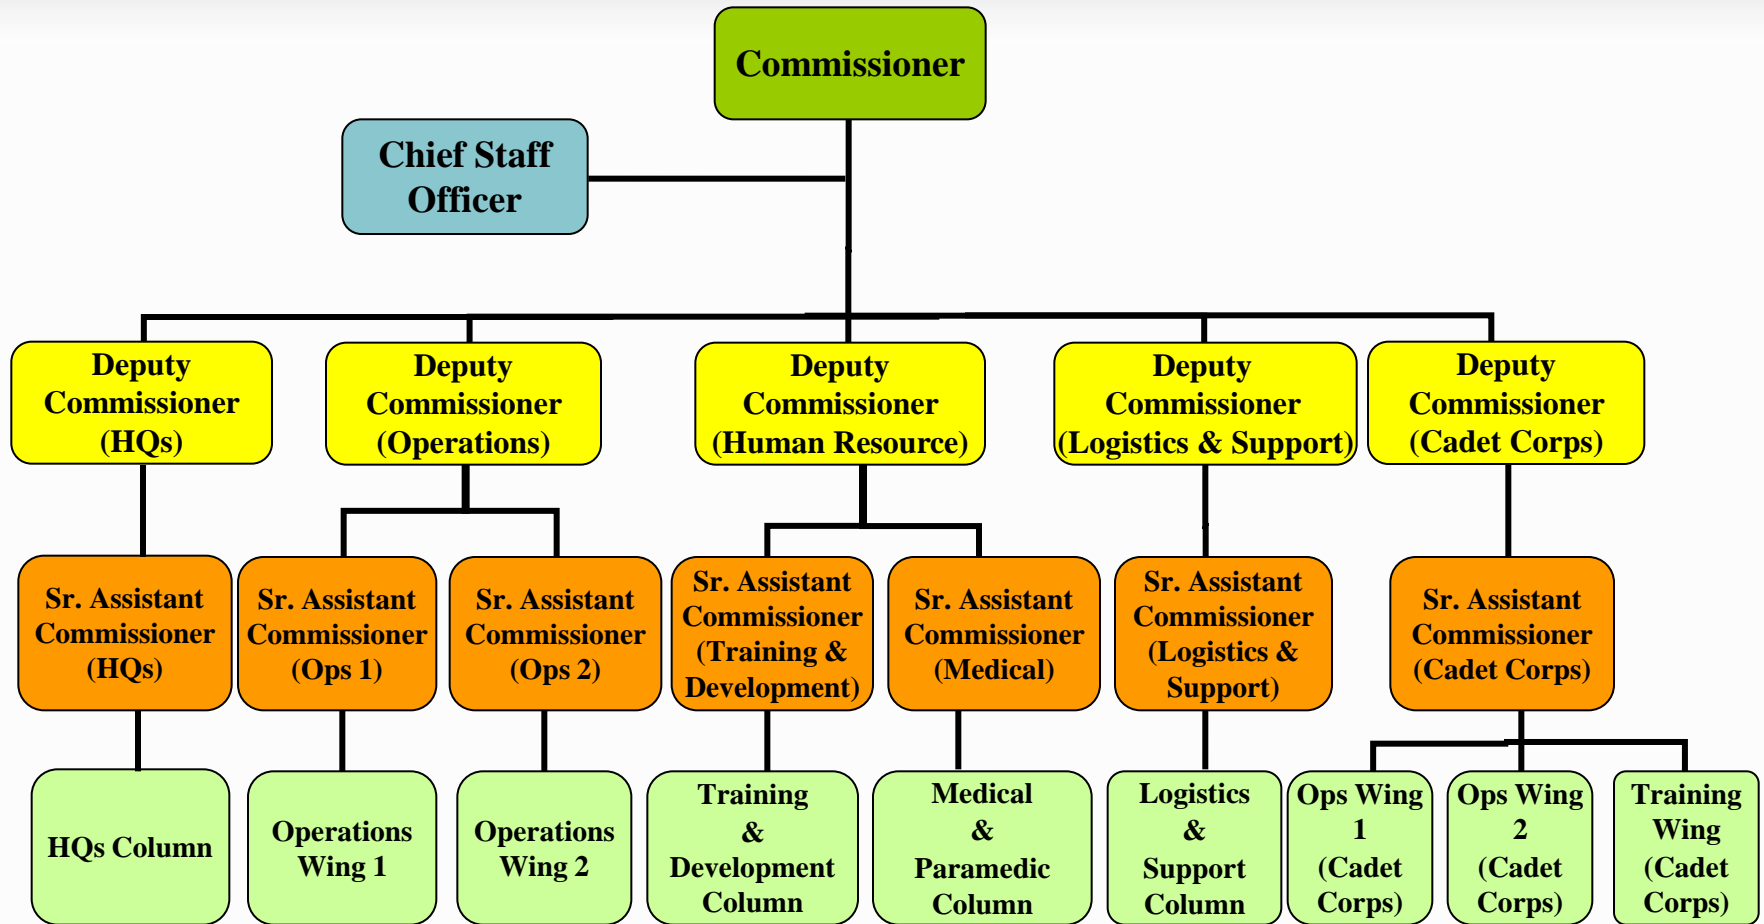 Commissioner
Chief Staff
Officer
Deputy
Commissioner
(HQs)
Deputy
Commissioner
(Operations)
Deputy
Commissioner
(Human Resource)
Deputy
Commissioner
(Logistics & Support)
Deputy
Commissioner
(Cadet Corps)
Sr. Assistant
Commissioner
(HQs)
Sr. Assistant
Commissioner
(Ops 1)
Sr. Assistant
Commissioner
(Ops 2)
Sr. Assistant
Commissioner
(Training &
Development)
Sr. Assistant
Commissioner
(Medical)
Sr. Assistant
Commissioner
(Logistics &
Support)
Sr. Assistant
Commissioner
(Cadet Corps)
HQs Column
Operations
Wing 1
Operations
Wing 2
Training
&
Development
Column
Medical
&
Paramedic
Column
Logistics
&
Support
Column
Ops Wing
1
(Cadet
Corps)
Ops Wing
2
(Cadet
Corps)
Training
Wing
(Cadet
Corps)